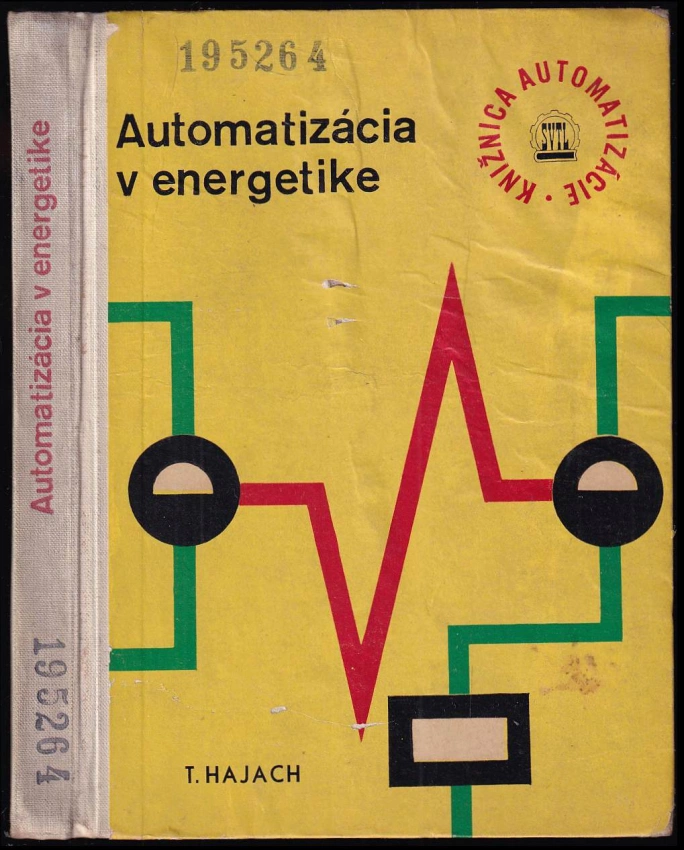 195264
Automatizácia
v energetike
KNIŽNICA AUTOMATIZÁCIE •
SVTL
T. HAJACH
Automatizácia v energetike
195264